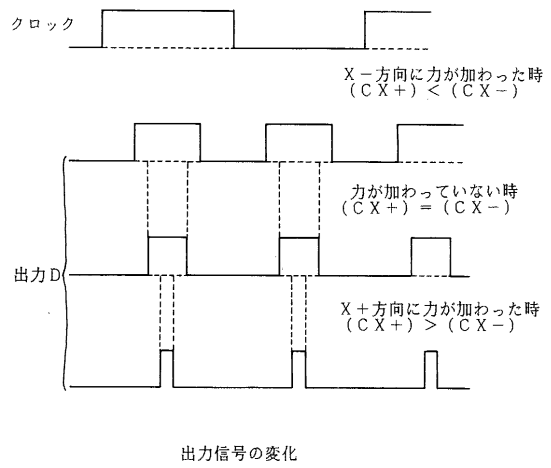 クロック
X－方向に力が加わった時
（CX＋）＜（CX－）
力が加わっていない時
（CX＋）＝（CX－）
出力D
X＋方向に力が加わった時
（CX＋）＞（CX－）
出力信号の変化